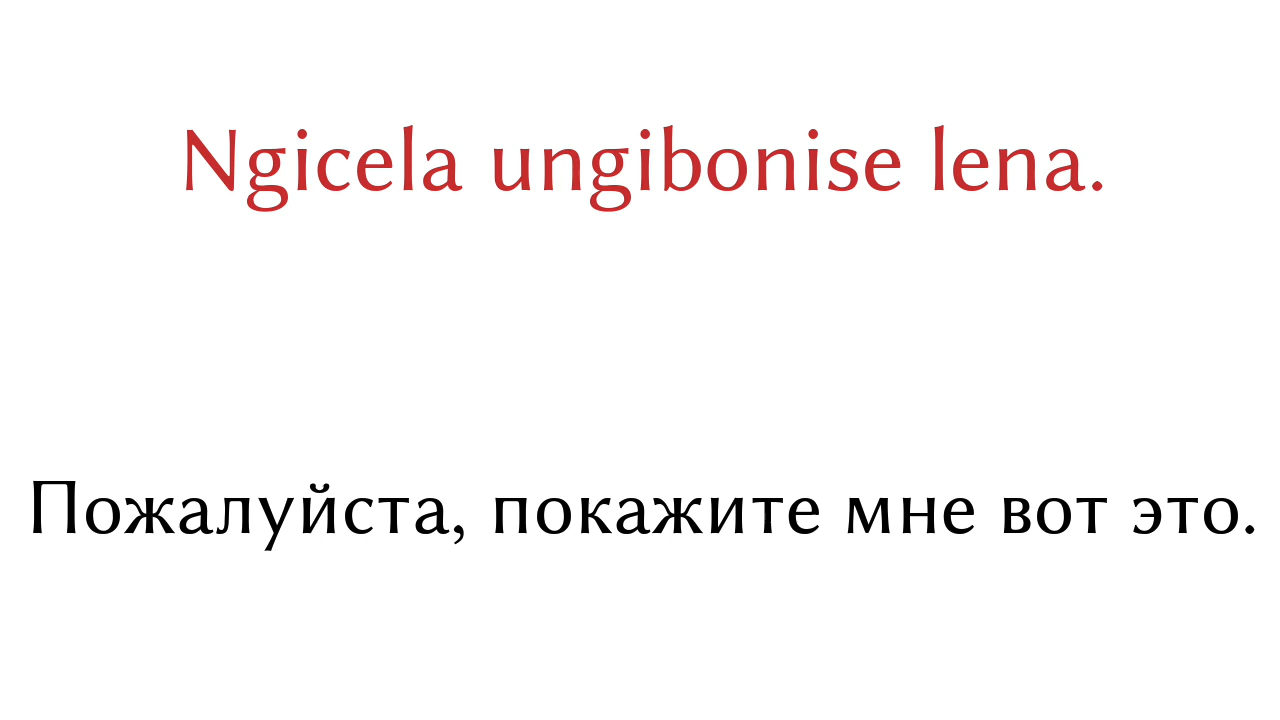 Ngicela ungibonise lena.
Пожалуйста, покажите мне вот это.